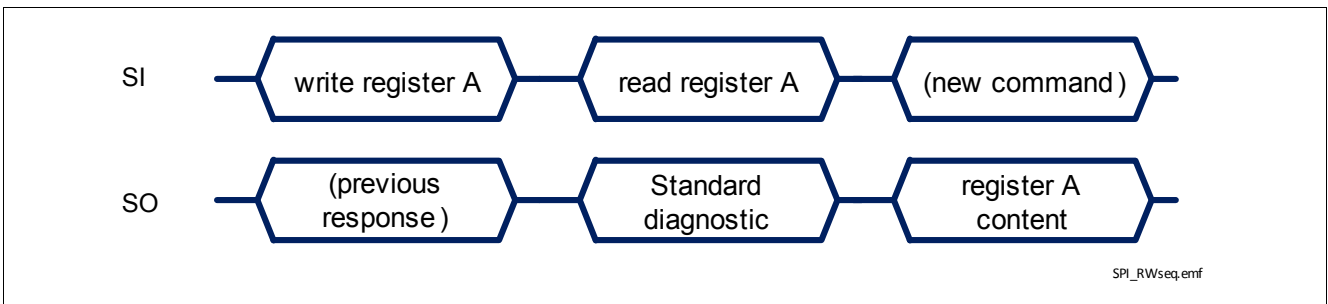 SI
write register A
read register A
(new command)
SO
(previous
response)
Standard
diagnostic
register A
content
SPI_RWseq.emf